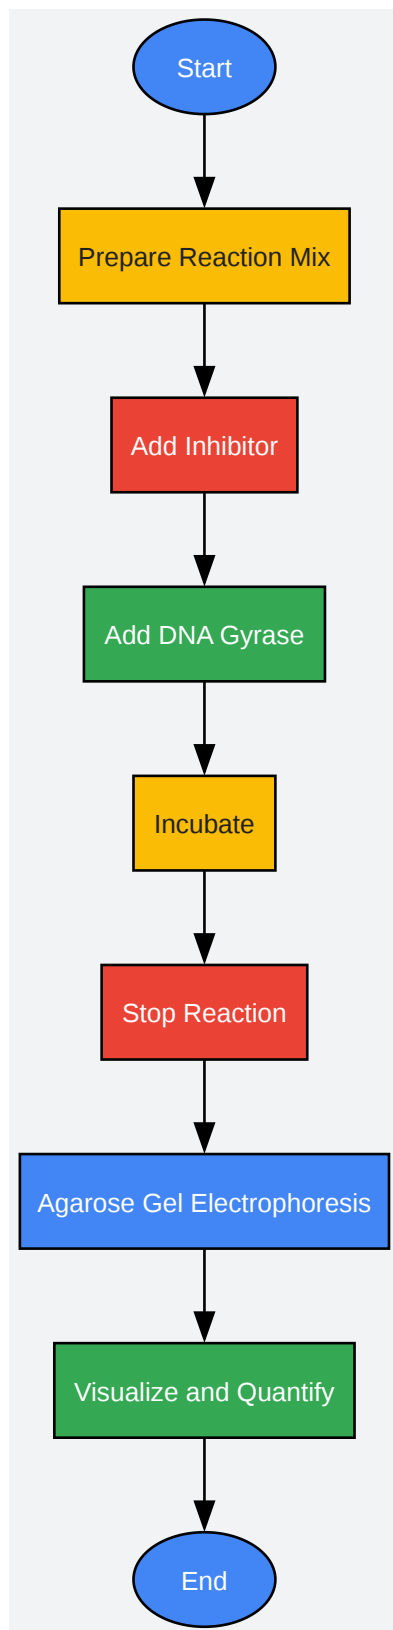 Start
Prepare Reaction Mix
Add Inhibitor
Add DNA Gyrase
Incubate
Stop Reaction
Agarose Gel Electrophoresis
Visualize and Quantify
End